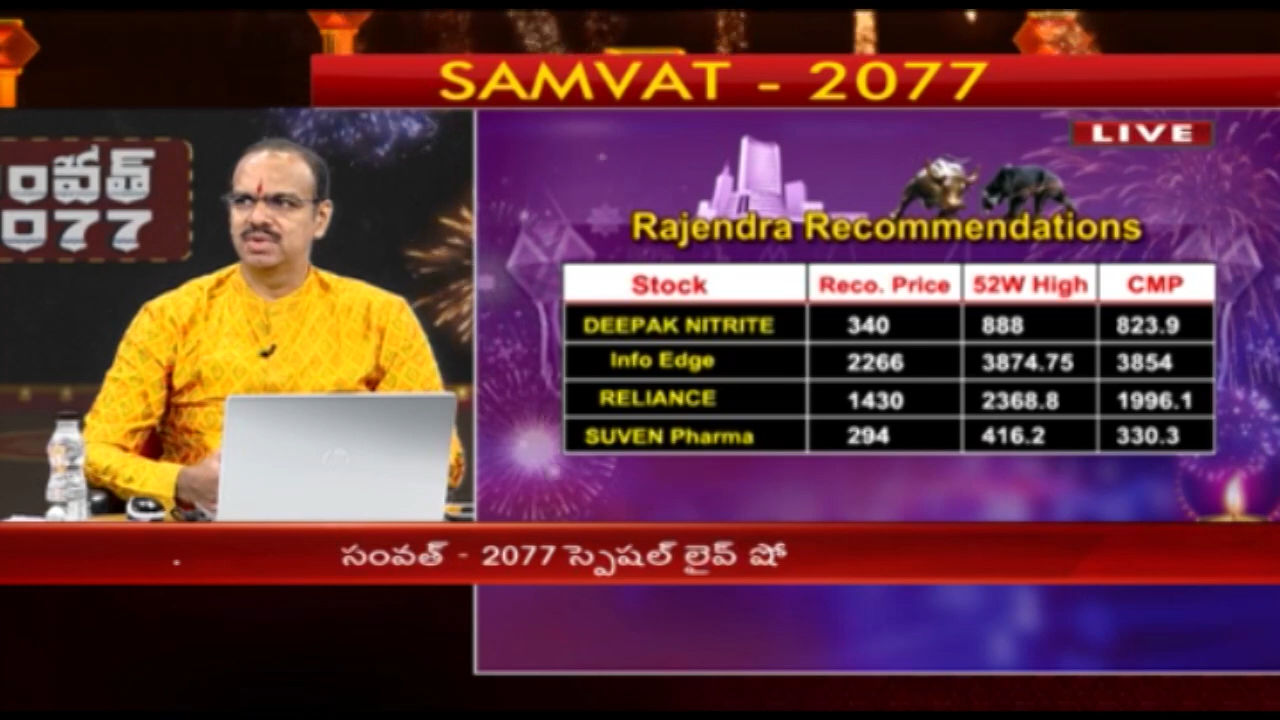 SAMVAT - 2077
LIVE
సంవత్
2077
Rajendra Recommendations
Stock Reco. Price 52W High CMP
DEEPAK NITRITE 340 888 823.9
Info Edge 2266 3874.75 3854
RELIANCE 1430 2368.8 1996.1
SUVEN Pharma 294 416.2 330.3
సంవత్ - 2077 స్పెషల్ లైవ్ షో